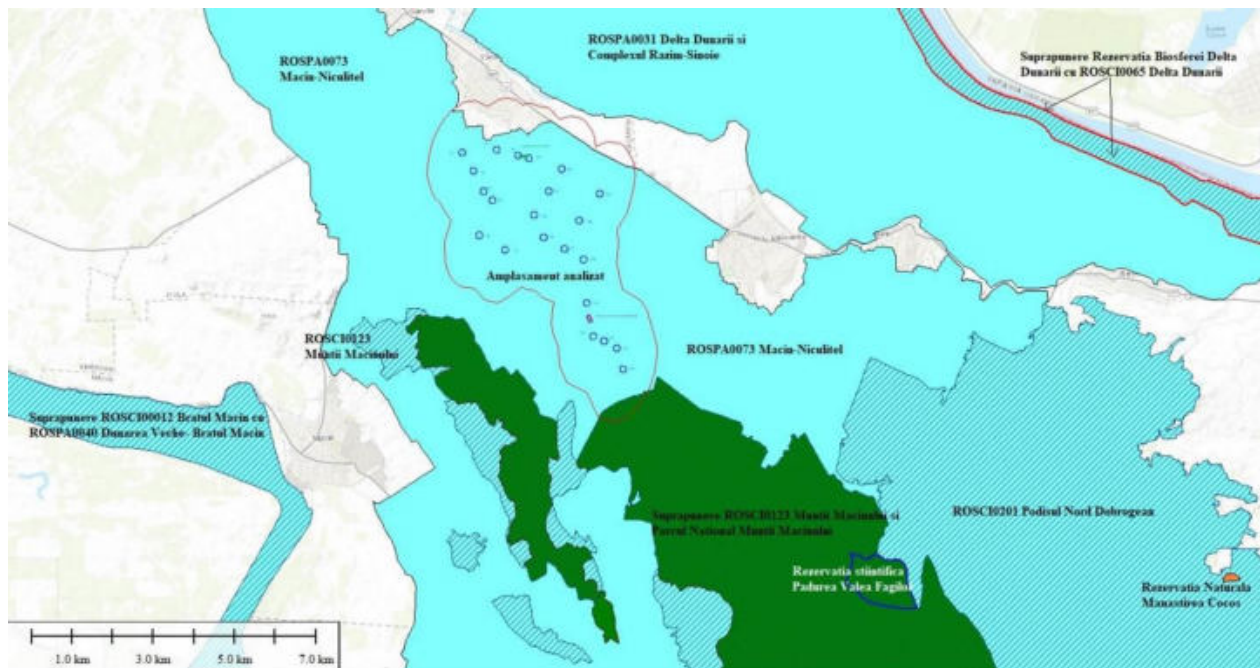 ROSPA0031 Delta Dunarii si
Complexul Razim-Sinoie
ROSPA0073
Macin-Niculitel
Suprapunere Rezervatia Biosferei Delta
Dunarii cu ROSCI0065 Delta Dunarii
Amplasament analizat
ROSCI0123
Muntii Macinului
ROSPA0073 Macin-Niculitel
Suprapunere ROSCI00012 Bratul Macin cu
ROSPA0040 Dunarea Veche- Bratul Macin
Suprapunere ROSCI0123 Muntii Macinului si
Parcul National Muntii Macinului
ROSCI0201 Podisul Nord Dobrogean
Rezervatia stiintifica
Padurea Valea Fagilor
Rezervatia Naturala
Manastirea Cocos
1.0 km 3.0 km 5.0 km 7.0 km